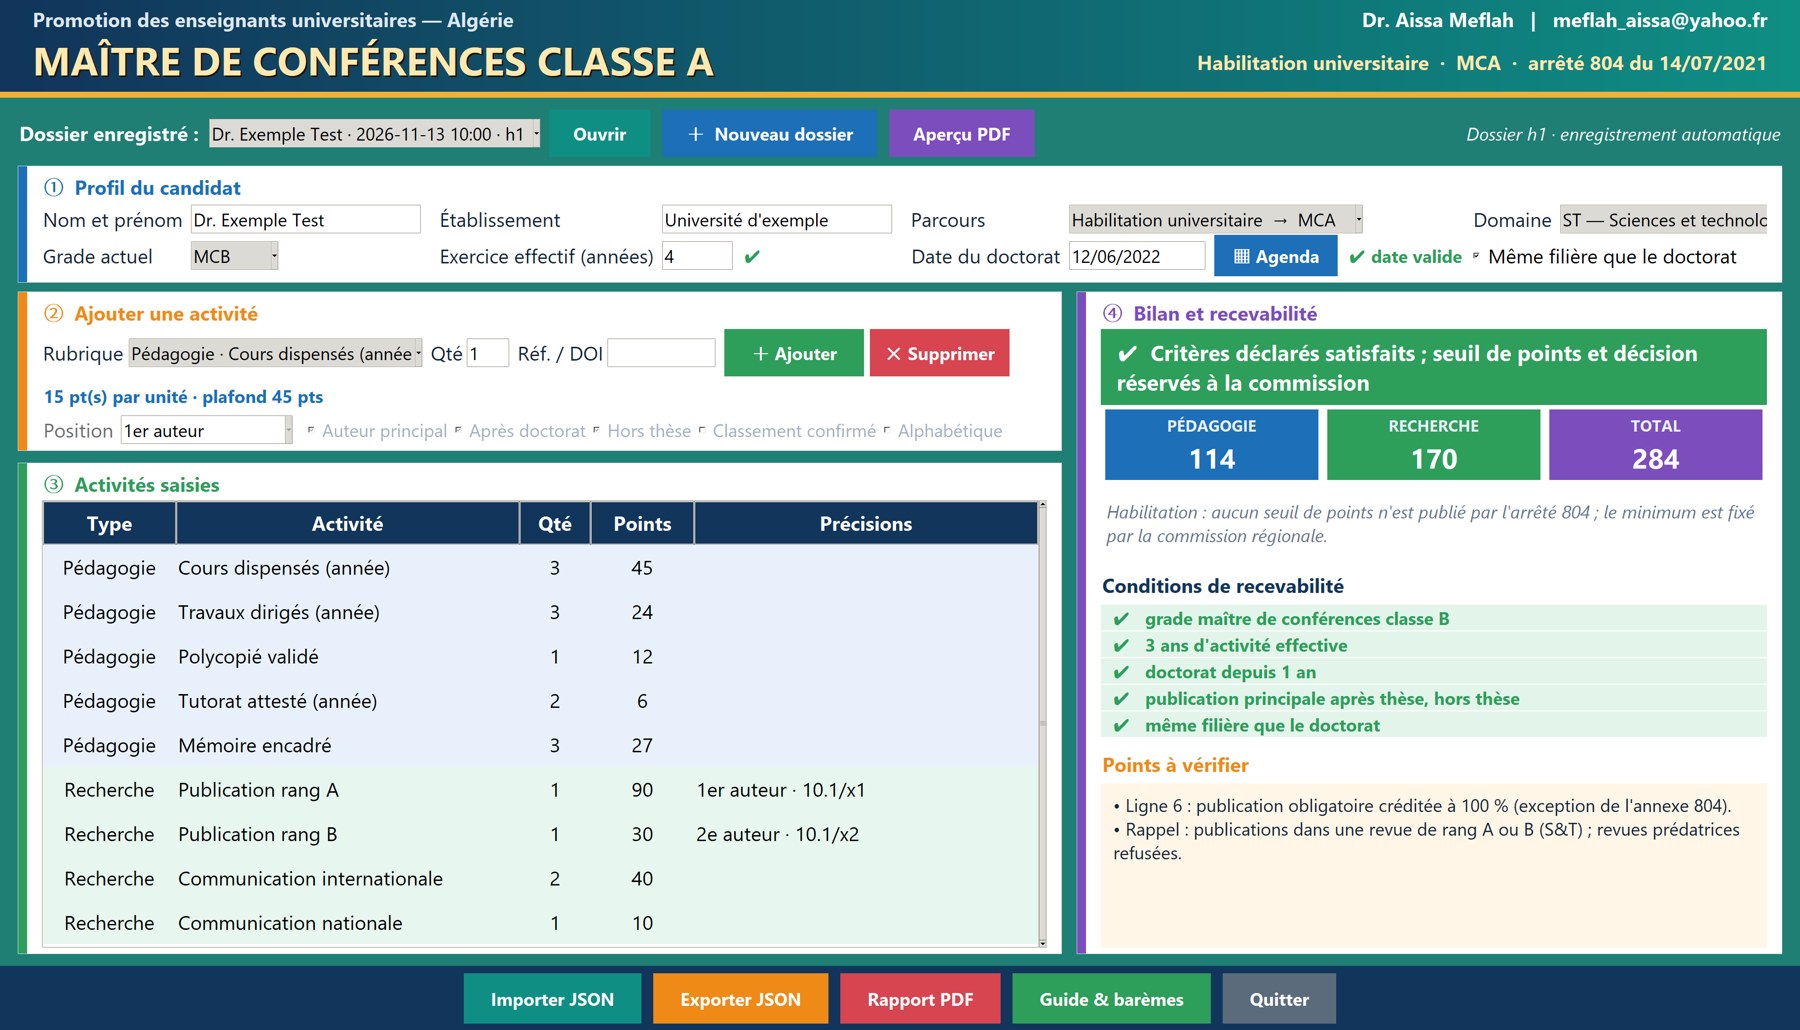 Promotion des enseignants universitaires — Algérie
Dr. Aissa Meflah | meflah_aissa@yahoo.fr
MAÎTRE DE CONFÉRENCES CLASSE A
Habilitation universitaire · MCA · arrêté 804 du 14/07/2021
Dossier enregistré : Dr. Exemple Test · 2026-11-13 10:00 · h1 Ouvrir + Nouveau dossier Aperçu PDF Dossier h1 · enregistrement automatique
① Profil du candidat
Nom et prénom Dr. Exemple Test Établissement Université d'exemple Parcours Habilitation universitaire → MCA Domaine ST — Sciences et technolo
Grade actuel MCB Exercice effectif (années) 4 ✔ Date du doctorat 12/06/2022 Agenda ✔ date valide Même filière que le doctorat
② Ajouter une activité
Rubrique Pédagogie · Cours dispensés (année Qté 1 Réf. / DOI + Ajouter ✕ Supprimer
15 pt(s) par unité · plafond 45 pts
Position 1er auteur Auteur principal Après doctorat Hors thèse Classement confirmé Alphabétique
③ Activités saisies
Type Activité Qté Points Précisions
Pédagogie Cours dispensés (année) 3 45
Pédagogie Travaux dirigés (année) 3 24
Pédagogie Polycopié validé 1 12
Pédagogie Tutorat attesté (année) 2 6
Pédagogie Mémoire encadré 3 27
Recherche Publication rang A 1 90 1er auteur · 10.1/x1
Recherche Publication rang B 1 30 2e auteur · 10.1/x2
Recherche Communication internationale 2 40
Recherche Communication nationale 1 10
④ Bilan et recevabilité
✔ Critères déclarés satisfaits ; seuil de points et décision
réservés à la commission
PÉDAGOGIE RECHERCHE TOTAL
114 170 284
Habilitation : aucun seuil de points n'est publié par l'arrêté 804 ; le minimum est fixé
par la commission régionale.
Conditions de recevabilité
✔ grade maître de conférences classe B
✔ 3 ans d'activité effective
✔ doctorat depuis 1 an
✔ publication principale après thèse, hors thèse
✔ même filière que le doctorat
Points à vérifier
• Ligne 6 : publication obligatoire créditée à 100 % (exception de l'annexe 804).
• Rappel : publications dans une revue de rang A ou B (S&T) ; revues prédatrices
refusées.
Importer JSON Exporter JSON Rapport PDF Guide & barèmes Quitter